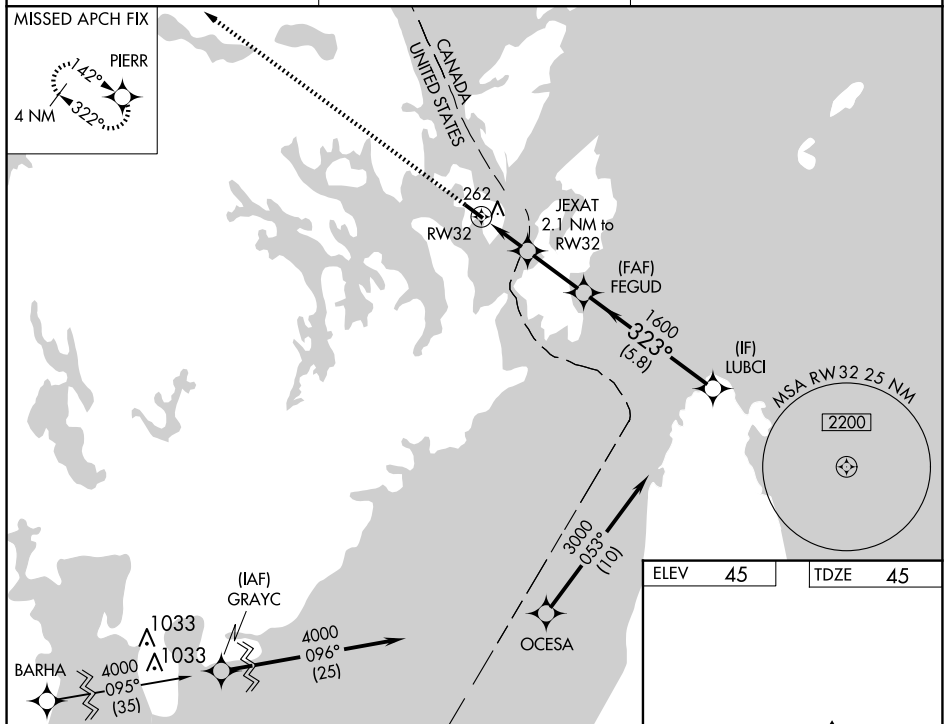 MISSED APCH FIX
PIERR
142°
322°
4 NM
CANADA
UNITED STATES
262
RW32
JEXAT
2.1 NM to
RW32
(FAF)
FEGUD
1600
323°
(5.8)
(IF)
LUBCI
MSA RW32 25 NM
2200
3000
053°
(10)
OCESA
(IAF)
GRAYC
1033
1033
4000
096°
(25)
BARHA
4000
095°
(35)
ELEV 45
TDZE 45